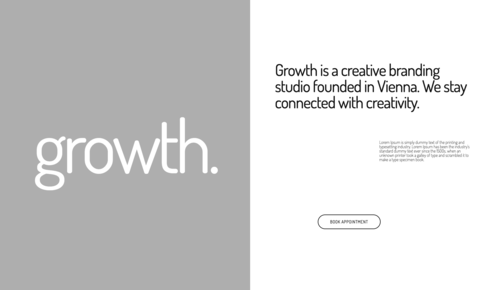 growth.
Growth is a creative branding
studio founded in Vienna. We stay
connected with creativity.
Lorem Ipsum is simply dummy text of the printing and
typesetting industry. Lorem Ipsum has been the industry's
standard dummy text ever since the 1500s, when an
unknown printer took a galley of type and scrambled it to
make a type specimen book.
BOOK APPOINTMENT